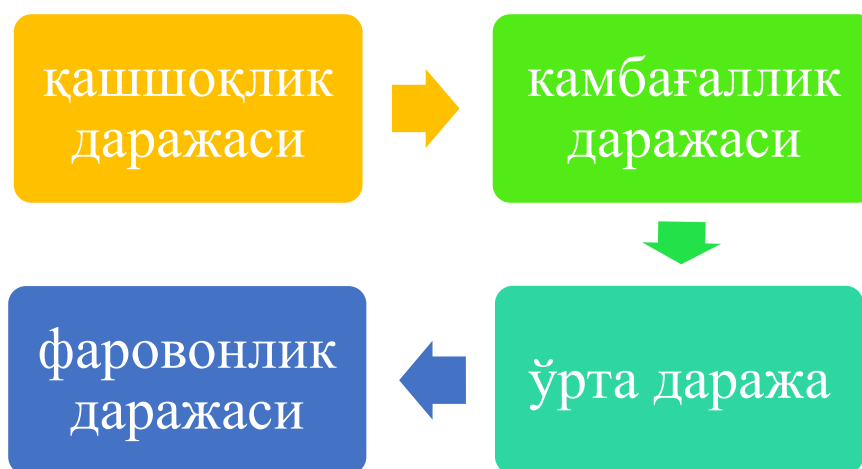 қашшоқлик
даражаси
камбағаллик
даражаси
ўрта даража
фаровонлик
даражаси